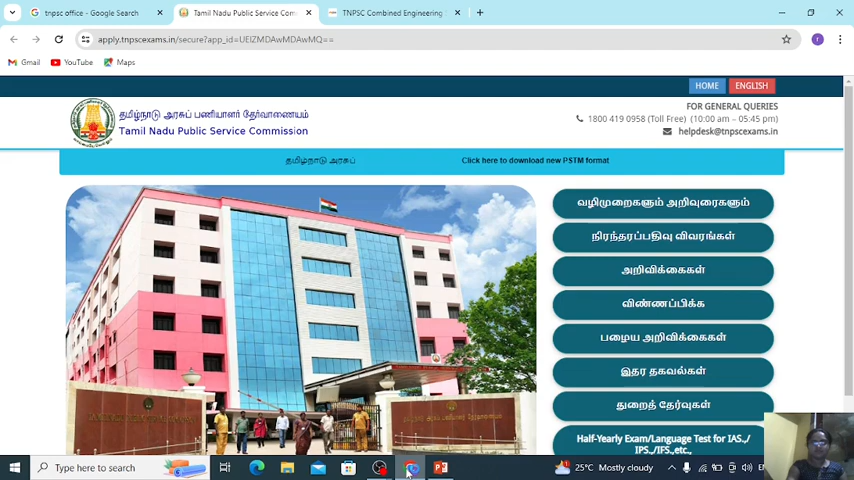 tnpsc office - Google Search
Tamil Nadu Public Service Com
TNPSC Combined Engineering
apply.tnpscexams.in/secure?app_id=UElZMDAwMDAwMQ==
Gmail
YouTube
Maps
HOME
ENGLISH
தமிழ்நாடு அரசுப் பணியாளர் தேர்வாணையம்
Tamil Nadu Public Service Commission
FOR GENERAL QUERIES
1800 419 0958 (Toll Free) (10:00 am – 05:45 pm)
helpdesk@tnpscexams.in
தமிழ்நாடு அரசுப்
Click here to download new PSTM format
வழிமுறைகளும் அறிவுரைகளும்
நிரந்தரப்பதிவு விவரங்கள்
அறிவிக்கைகள்
விண்ணப்பிக்க
பழைய அறிவிக்கைகள்
இதர தகவல்கள்
துறைத் தேர்வுகள்
Half-Yearly Exam/Language Test for IAS.,/
IPS.,/IFS.,etc.,
Type here to search
25°C Mostly cloudy
ENG